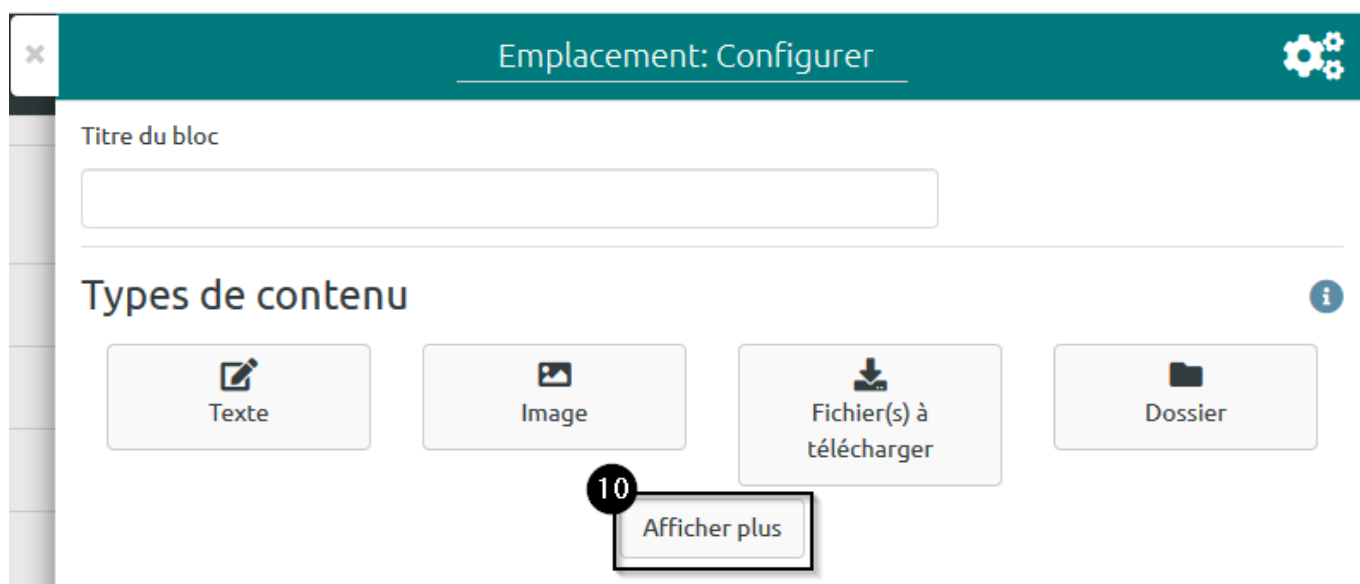 Emplacement: Configurer
Titre du bloc
Types de contenu
Texte
Image
Fichier(s) à
télécharger
Dossier
10
Afficher plus